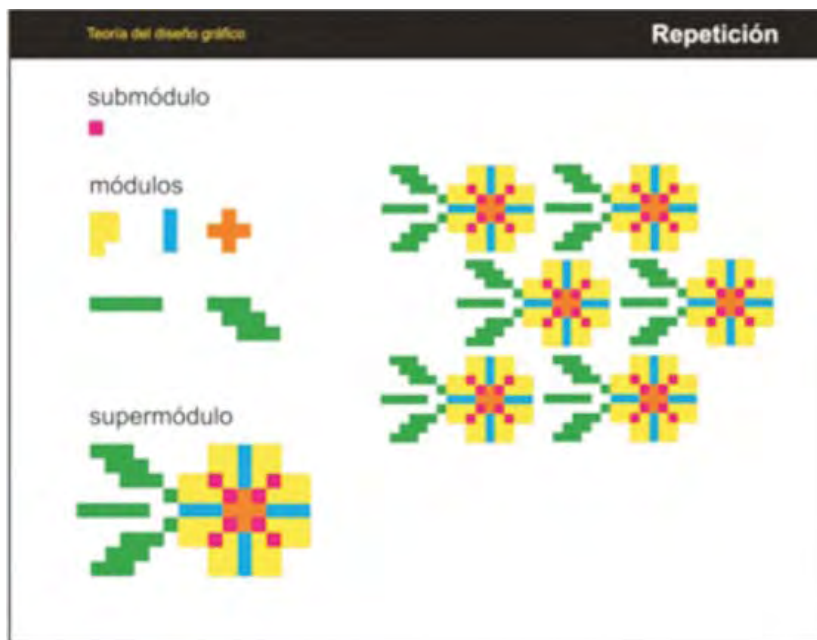 Teoría del diseño gráfico
Repetición
submódulo
módulos
supermódulo